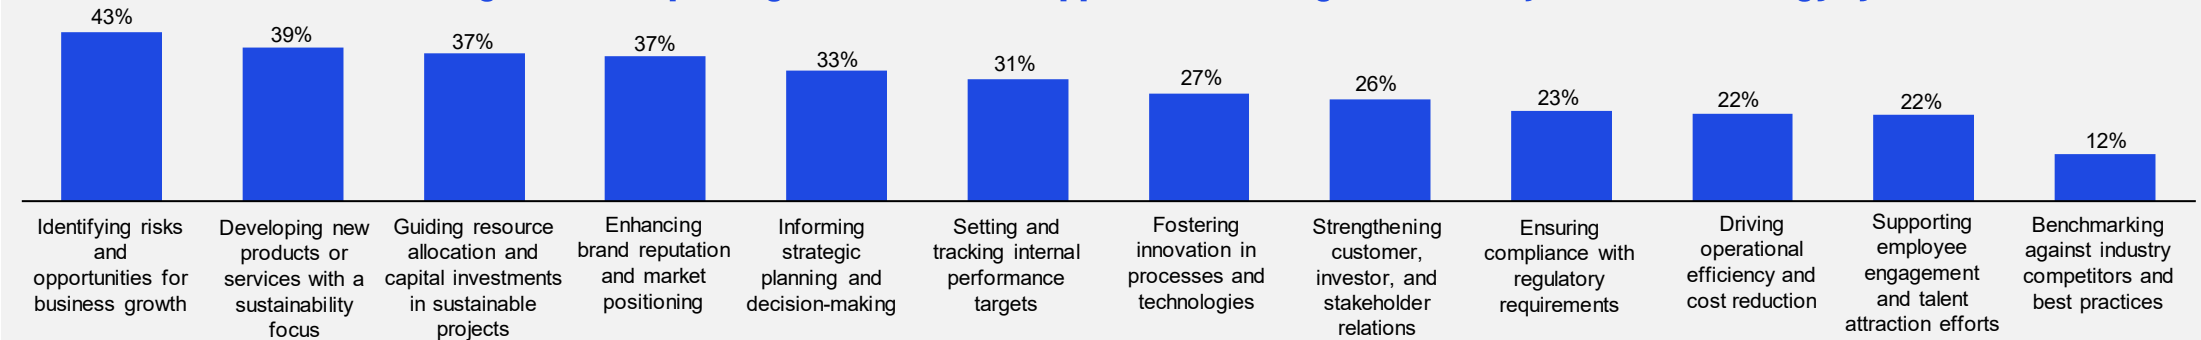 43%
39%
37%
37%
33%
31%
27%
26%
23%
22%
22%
12%
Identifying risks
and
opportunities for
business growth
Developing new
products or
services with a
sustainability
focus
Guiding resource
allocation and
capital investments
in sustainable
projects
Enhancing
brand reputation
and market
positioning
Informing
strategic
planning and
decision-making
Setting and
tracking internal
performance
targets
Fostering
innovation in
processes and
technologies
Strengthening
customer,
investor, and
stakeholder
relations
Ensuring
compliance with
regulatory
requirements
Driving
operational
efficiency and
cost reduction
Supporting
employee
engagement
and talent
attraction efforts
Benchmarking
against industry
competitors and
best practices